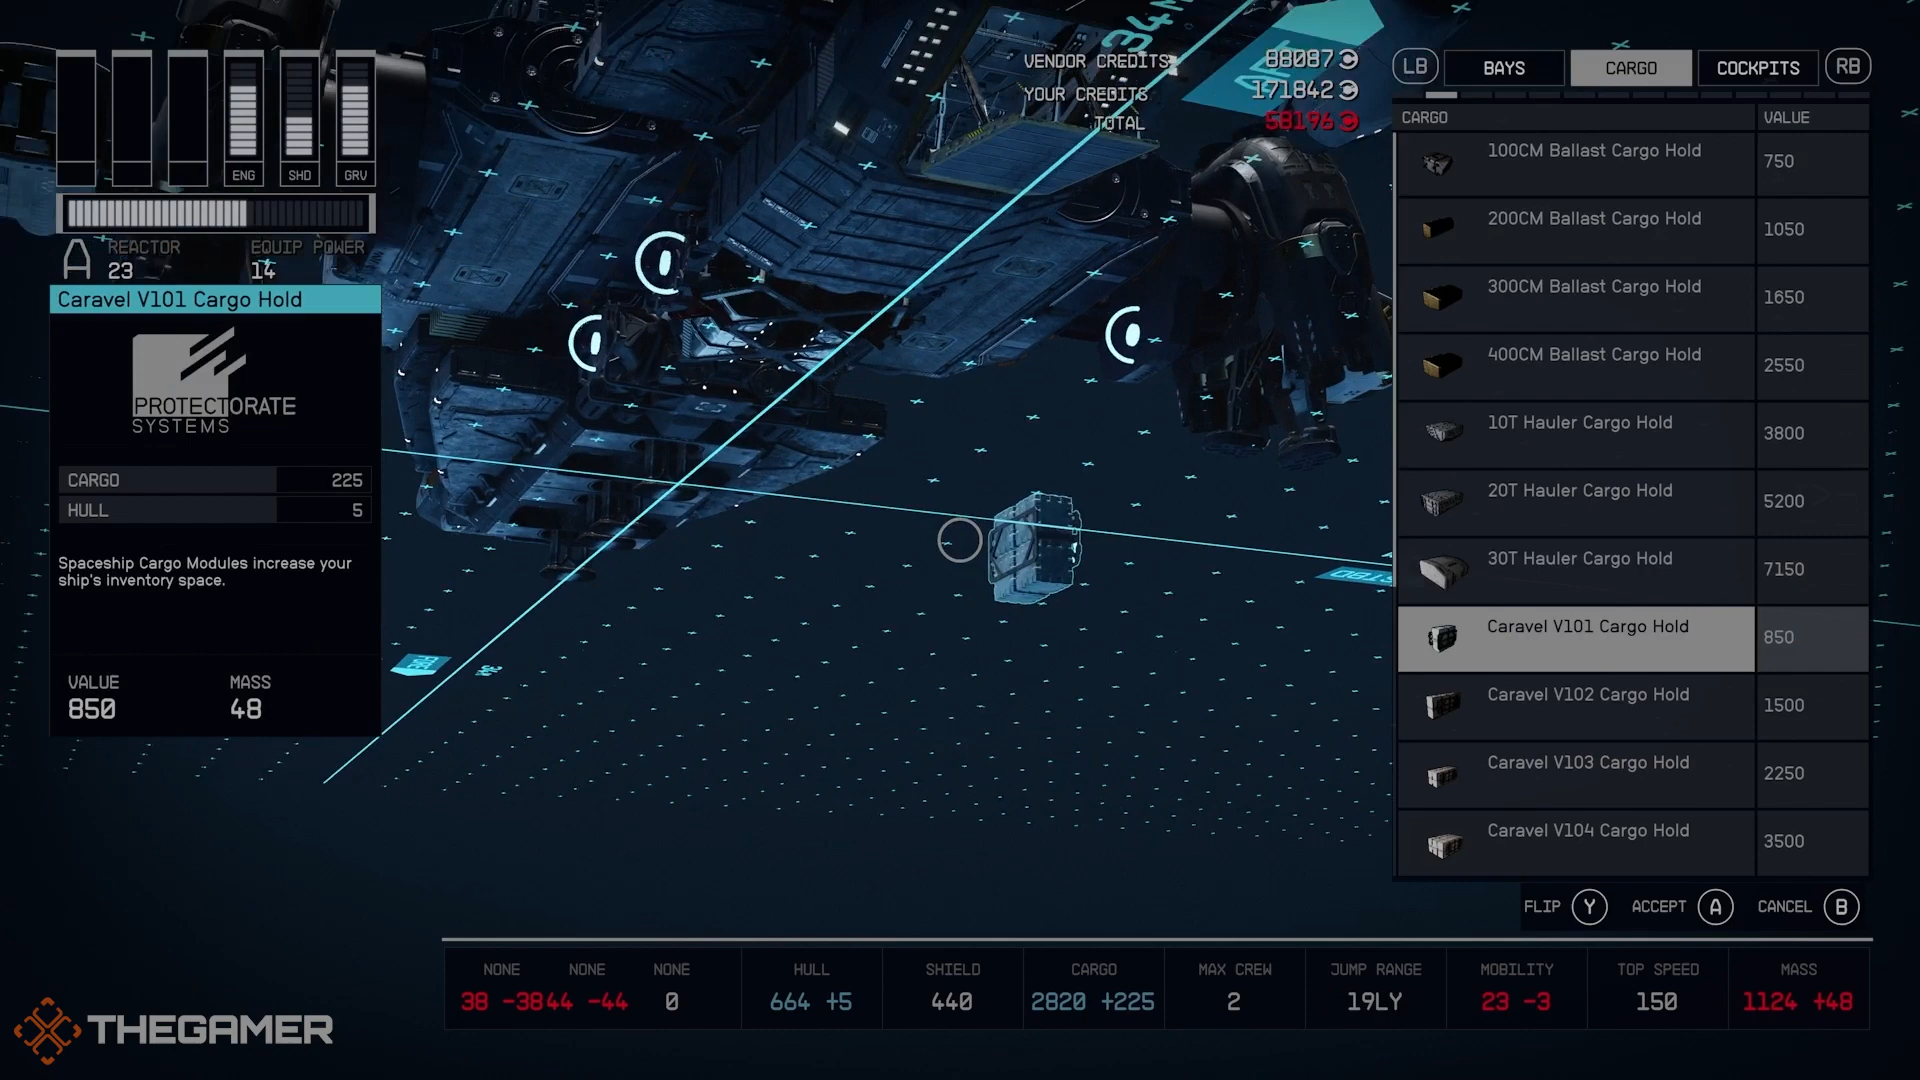 ENG
SHD
GRV
REACTOR
23
EQUIP POWER
14
A
Caravel V101 Cargo Hold
PROTECTORATE
SYSTEMS
CARGO 225
HULL 5
Spaceship Cargo Modules increase your
ship's inventory space.
VALUE
850
MASS
48
34M
AFT
VENDOR CREDITS 88087
YOUR CREDITS 171842
TOTAL 58196
STBD
LB
BAYS
CARGO
COCKPITS
RB
CARGO VALUE
100CM Ballast Cargo Hold 750
200CM Ballast Cargo Hold 1050
300CM Ballast Cargo Hold 1650
400CM Ballast Cargo Hold 2550
10T Hauler Cargo Hold 3800
20T Hauler Cargo Hold 5200
30T Hauler Cargo Hold 7150
Caravel V101 Cargo Hold 850
Caravel V102 Cargo Hold 1500
Caravel V103 Cargo Hold 2250
Caravel V104 Cargo Hold 3500
FLIP Y ACCEPT A CANCEL B
NONE NONE NONE HULL SHIELD CARGO MAX CREW JUMP RANGE MOBILITY TOP SPEED MASS
38 -38 44 -44 0 664 +5 440 2820 +225 2 19LY 23 -3 150 1124 +48
THEGAMER